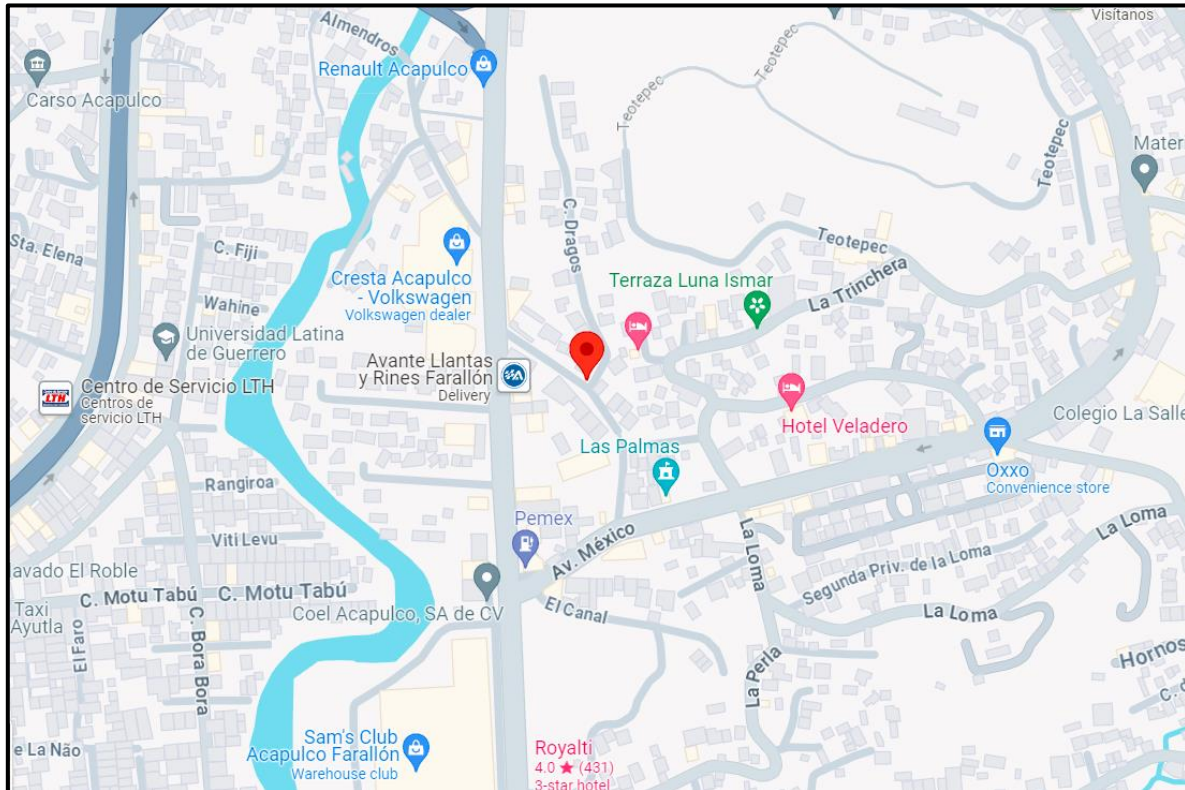 Visítanos
Almendros
Renault Acapulco
Carso Acapulco
Teotepec
Teotepec
Teotepec
Mater
Sta. Elena
C. Fiji
C. Dragos
Teotepec
Cresta Acapulco
- Volkswagen
Volkswagen dealer
Terraza Luna Ismar
La Trinchera
Wahine
Universidad Latina
de Guerrero
Avante Llantas
y Rines Farallón
Delivery
LTH
Centro de Servicio LTH
Centros de
servicio LTH
Hotel Veladero
Colegio La Salle
Las Palmas
Oxxo
Convenience store
Rangiroa
Pemex
Viti Levu
Av. México
La Loma
La Loma
Segunda Priv. de la Loma
La Loma
avado El Roble
C. Motu Tabú
C. Motu Tabú
Taxi
Ayutla
Coel Acapulco, SA de CV
El Canal
El Faro
C. Bora Bora
La Perla
Hornos
C. d
e La Não
Sam's Club
Acapulco Farallón
Warehouse club
Royalti
4.0 ★ (431)
3-star hotel